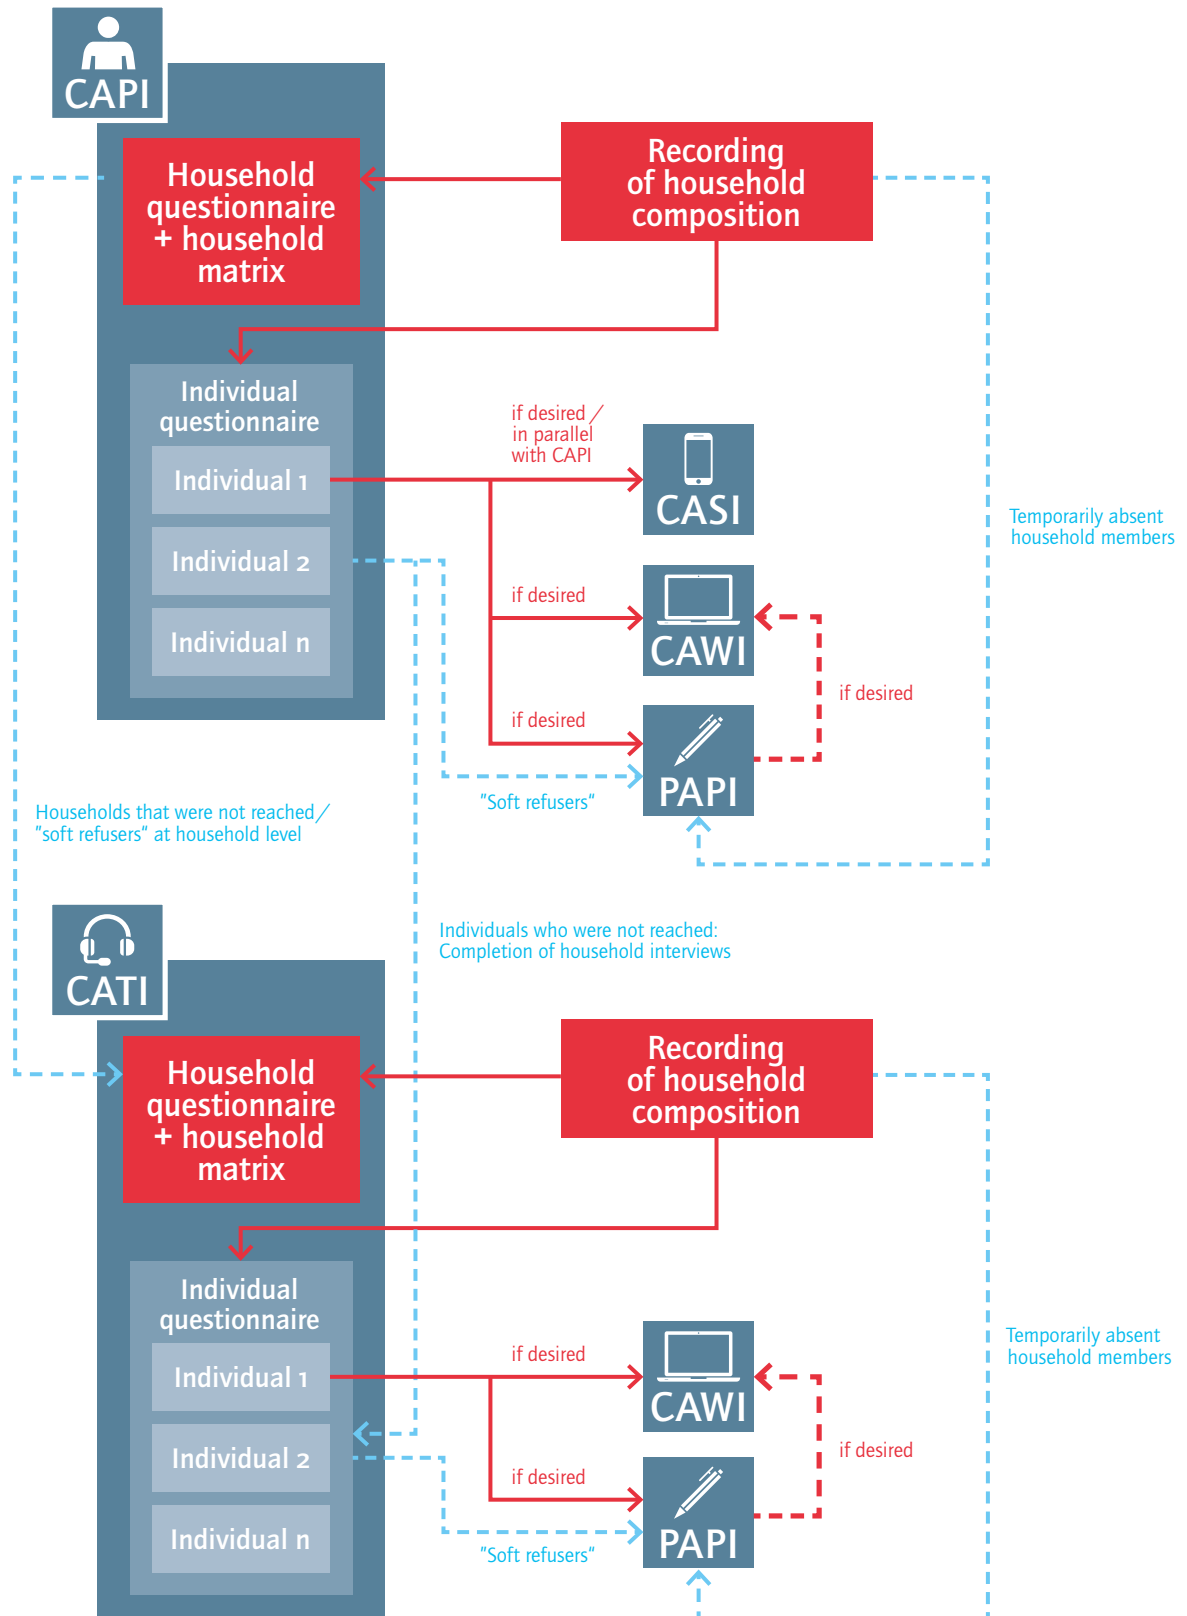 CAPI
Household
questionnaire
+ household
matrix
Recording
of household
composition
Individual
questionnaire
Individual 1
Individual 2
Individual n
if desired /
in parallel
with CAPI
CASI
if desired
CAWI
if desired
if desired
PAPI
"Soft refusers“
Temporarily absent
household members
Households that were not reached/
"soft refusers“ at household level
Individuals who were not reached:
Completion of household interviews
CATI
Household
questionnaire
+ household
matrix
Recording
of household
composition
Individual
questionnaire
Individual 1
Individual 2
Individual n
if desired
CAWI
if desired
if desired
PAPI
"Soft refusers“
Temporarily absent
household members